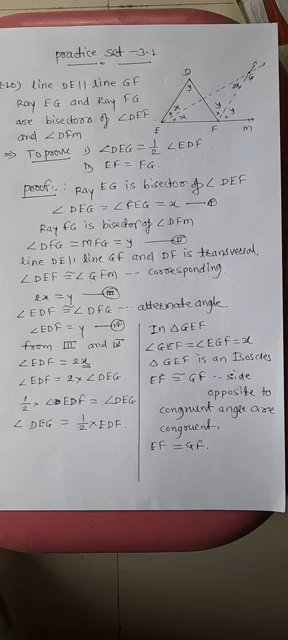 practice set -3.1
line DE || line GF
Ray EG and Ray FG
are bisectors of ∠DEF
and ∠DFM
D
y
x
x
E
F
M
y
y
⇒ To prove i) ∠DEG = 1/2 ∠EDF
EF = FG.
proof : Ray EG is bisector of ∠ DEF
∠ DEG = ∠FEG = x — I
Ray FG is bisector of ∠DFM
∠ DFG = MFG = y — II
line DE || line GF and DF is transversal,
∠ DEF ≅ ∠ GFM -- corresponding.
2x = y — III
∠ EDF ≅ ∠ DFG --- alternate angle
∠EDF = y — IV
from III and IV
∠EDF = 2x
∠EDF = 2 x ∠DEG
1/2 x ∠EDF = ∠DEG
∠ DEG = 1/2 x EDF.
In △GEF
∠GEF = ∠EGF = x
△ GEF is an Isoscles
EF ≅ GF -- side
opposite to
congrunt angle are
congruent.
EF = GF.